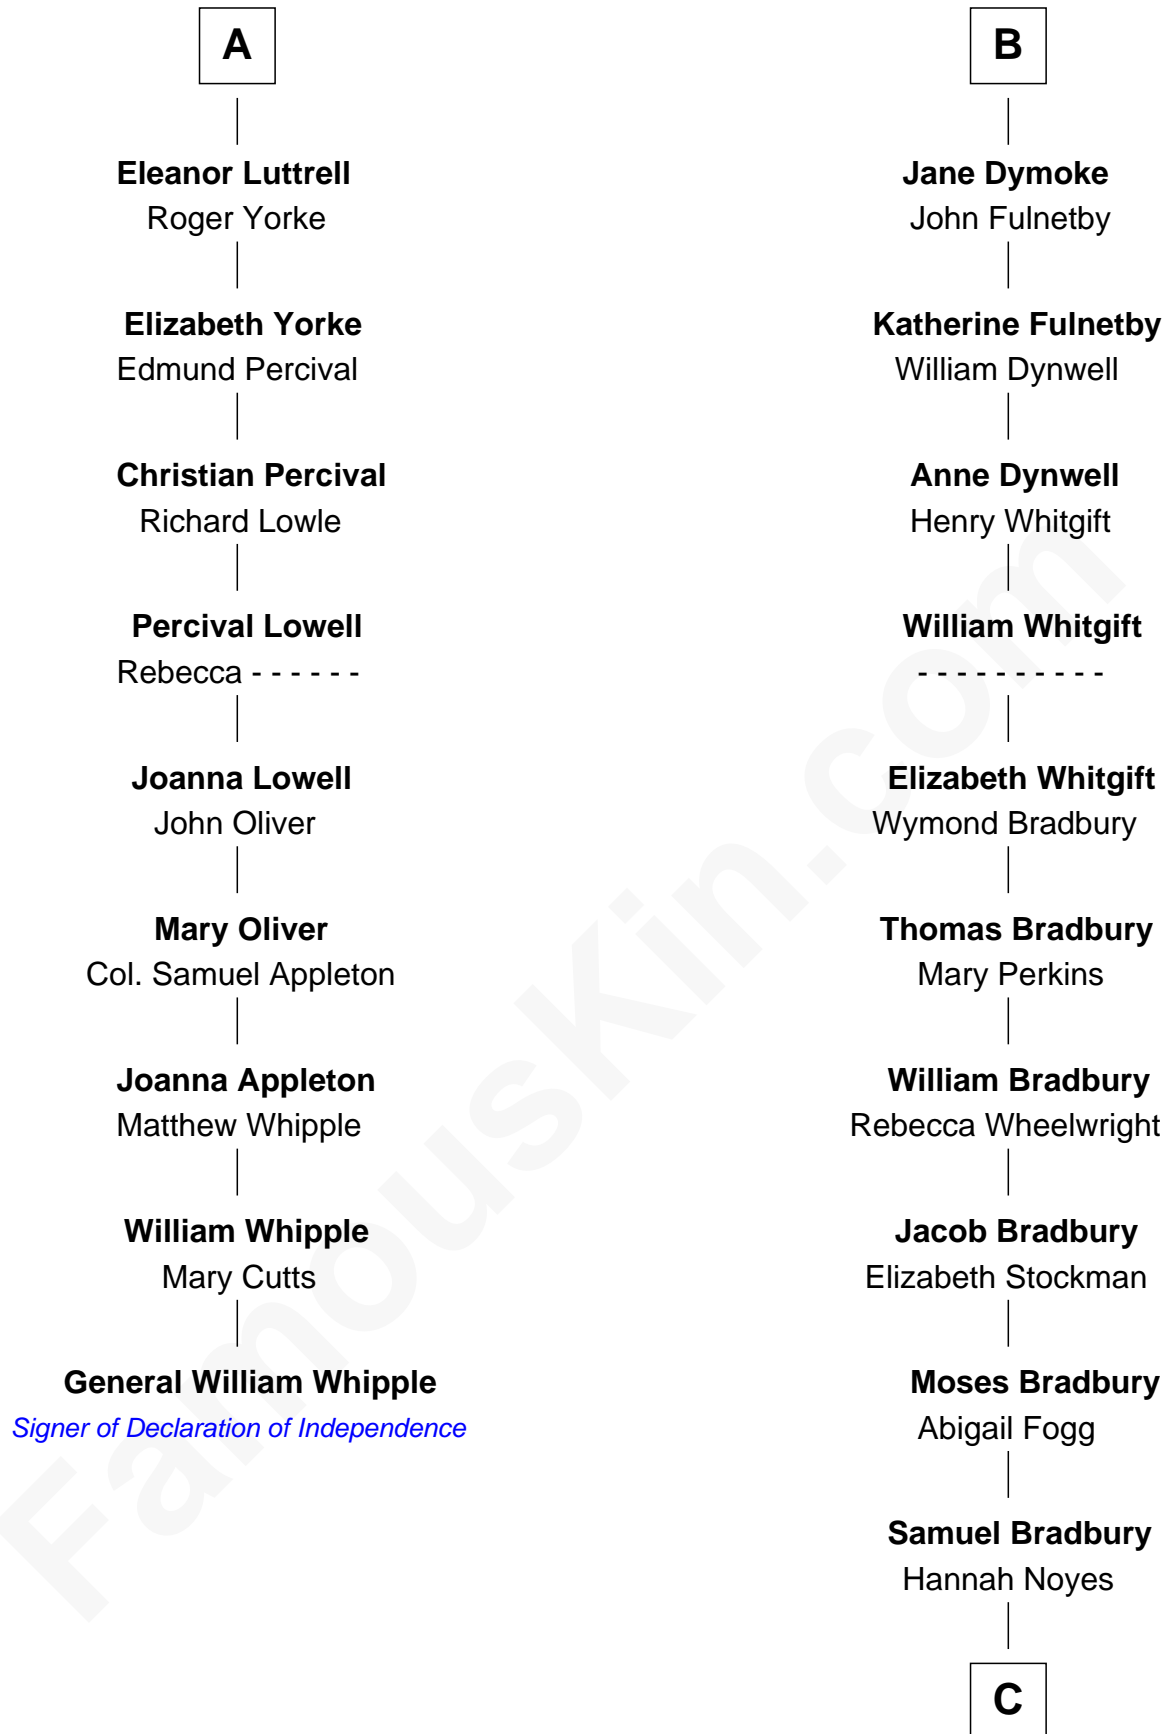 A
Eleanor Luttrell
Roger Yorke
Elizabeth Yorke
Edmund Percival
Christian Percival
Richard Lowle
Percival Lowell
Rebecca - - - - - -
Joanna Lowell
John Oliver
Mary Oliver
Col. Samuel Appleton
Joanna Appleton
Matthew Whipple
William Whipple
Mary Cutts
General William Whipple
Signer of Declaration of Independence
B
Jane Dymoke
John Fulnetby
Katherine Fulnetby
William Dynwell
Anne Dynwell
Henry Whitgift
William Whitgift
- - - - - - - - - -
Elizabeth Whitgift
Wymond Bradbury
Thomas Bradbury
Mary Perkins
William Bradbury
Rebecca Wheelwright
Jacob Bradbury
Elizabeth Stockman
Moses Bradbury
Abigail Fogg
Samuel Bradbury
Hannah Noyes
C
FamousKin.com